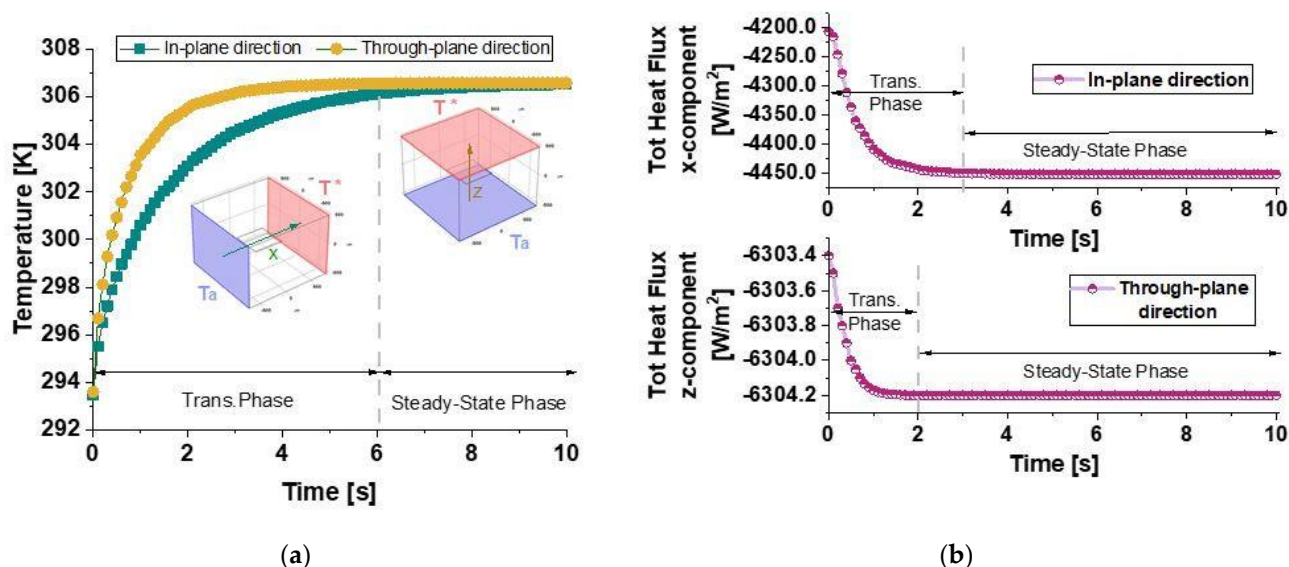 308
306
304
302
300
298
296
294
292
Temperature [K]
In-plane direction
Through-plane direction
T*
z
Ta
T*
x
Ta
Trans.Phase
Steady-State Phase
0
2
4
6
8
10
Time [s]
(a)
-4200.0
-4250.0
-4300.0
-4350.0
-4400.0
-4450.0
Tot Heat Flux
x-component
[W/m²]
In-plane direction
Trans.
Phase
Steady-State Phase
0
2
4
6
8
10
Time [s]
-6303.4
-6303.6
-6303.8
-6304.0
-6304.2
Tot Heat Flux
z-component
[W/m²]
Through-plane
direction
Trans.
Phase
Steady-State Phase
0
2
4
6
8
10
Time [s]
(b)